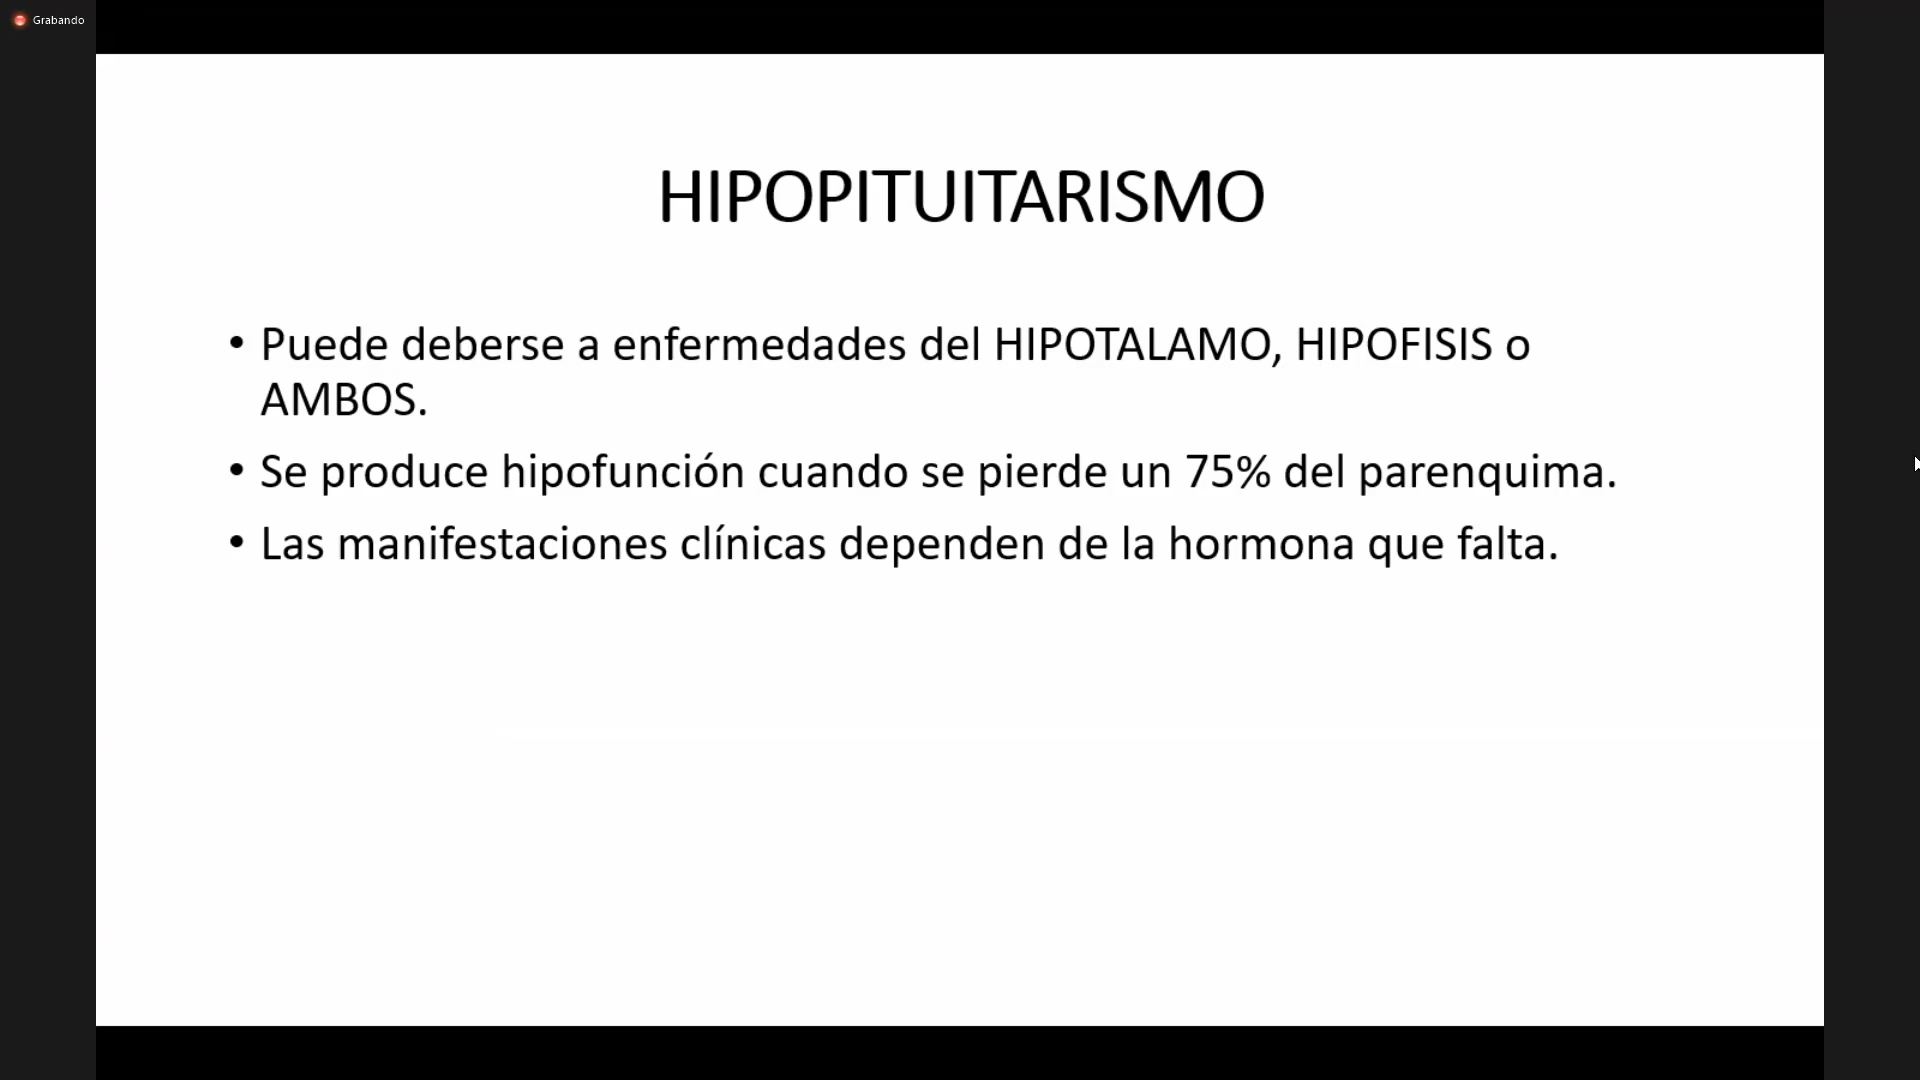 Grabando
HIPOPITUITARISMO
• Puede deberse a enfermedades del HIPOTALAMO, HIPOFISIS o
AMBOS.
• Se produce hipofunción cuando se pierde un 75% del parenquima.
• Las manifestaciones clínicas dependen de la hormona que falta.